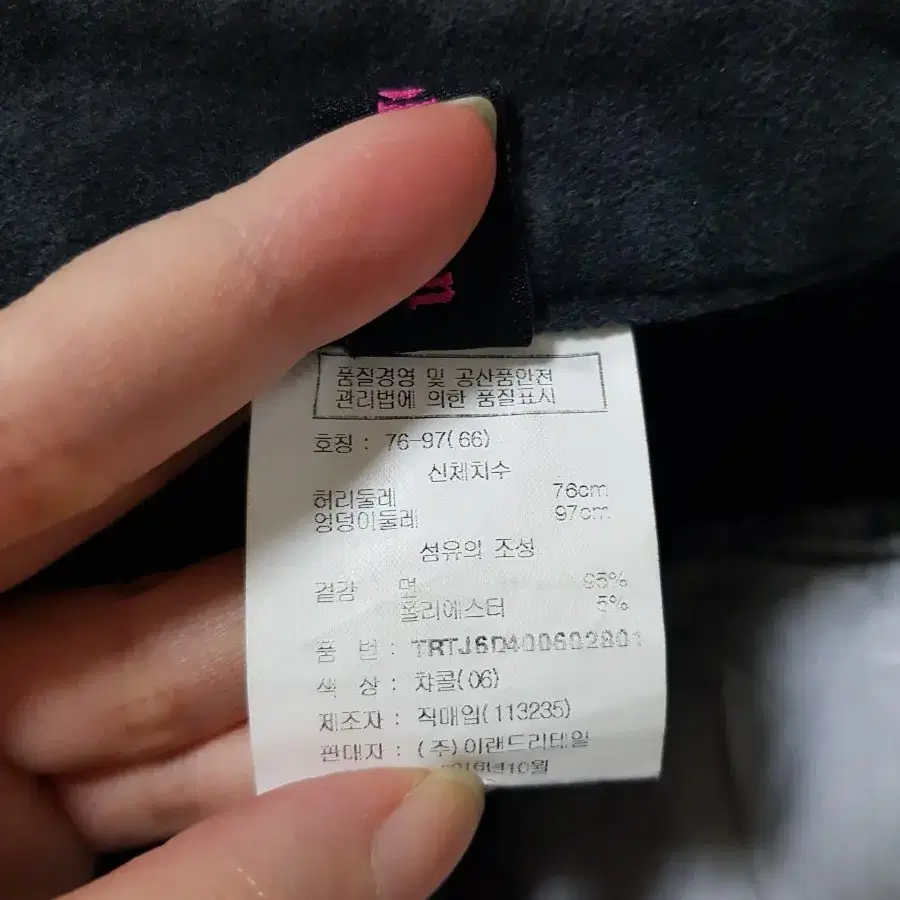 품질경영 및 공산품안전
관리법에 의한 품질표시
호칭 : 76-97(66)
신체치수
허리둘레 76cm
엉덩이둘레 97cm
섬유의 조성
겉감 면 95%
폴리에스터 5%
품 번 : TRTJ6D400602801
색 상 : 챠콜(06)
제조자 : 직매입(113235)
판매자 : (주)이랜드리테일
10월